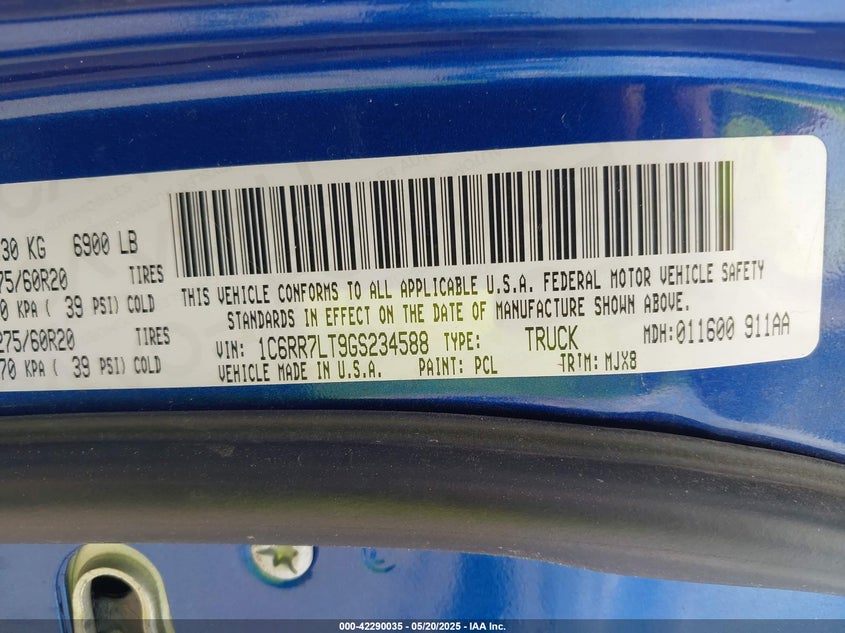 30 KG 6900 LB
75/60R20 TIRES
0 KPA ( 39 PSI) COLD
275/60R20 TIRES
70 KPA ( 39 PSI) COLD
THIS VEHICLE CONFORMS TO ALL APPLICABLE U.S.A. FEDERAL MOTOR VEHICLE SAFETY
STANDARDS IN EFFECT ON THE DATE OF MANUFACTURE SHOWN ABOVE.
VIN: 1C6RR7LT9GS234588 TYPE: TRUCK MDH:011600 911AA
VEHICLE MADE IN U.S.A. PAINT: PCL TRIM: MJX8
000-42290035 — 05/20/2025 — IAA Inc.